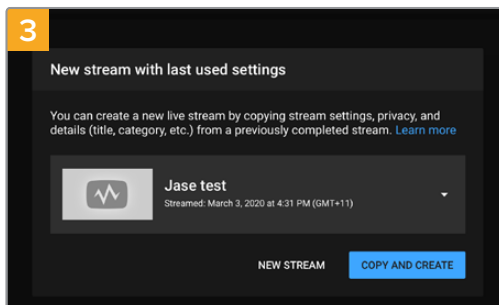 3
New stream with last used settings
You can create a new live stream by copying stream settings, privacy, and
details (title, category, etc.) from a previously completed stream. Learn more
Jase test
Streamed: March 3, 2020 at 4:31 PM (GMT+11)
NEW STREAM COPY AND CREATE